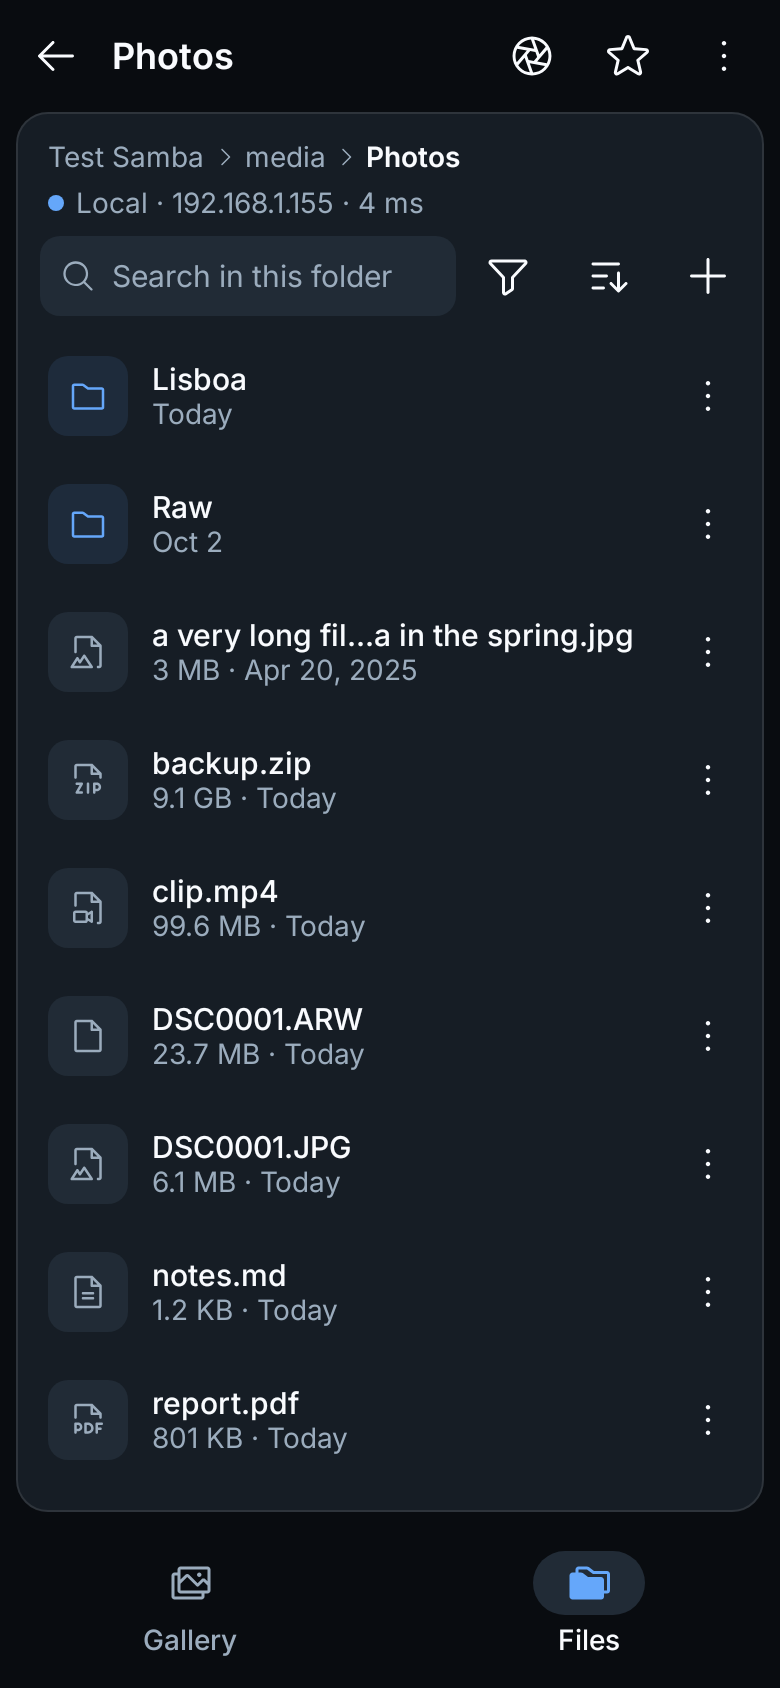 Photos
Test Samba > media > Photos
Local · 192.168.1.155 · 4 ms
Search in this folder
Lisboa
Today
Raw
Oct 2
a very long fil...a in the spring.jpg
3 MB · Apr 20, 2025
backup.zip
ZIP
9.1 GB · Today
clip.mp4
99.6 MB · Today
DSC0001.ARW
23.7 MB · Today
DSC0001.JPG
6.1 MB · Today
notes.md
1.2 KB · Today
report.pdf
PDF
801 KB · Today
Gallery
Files